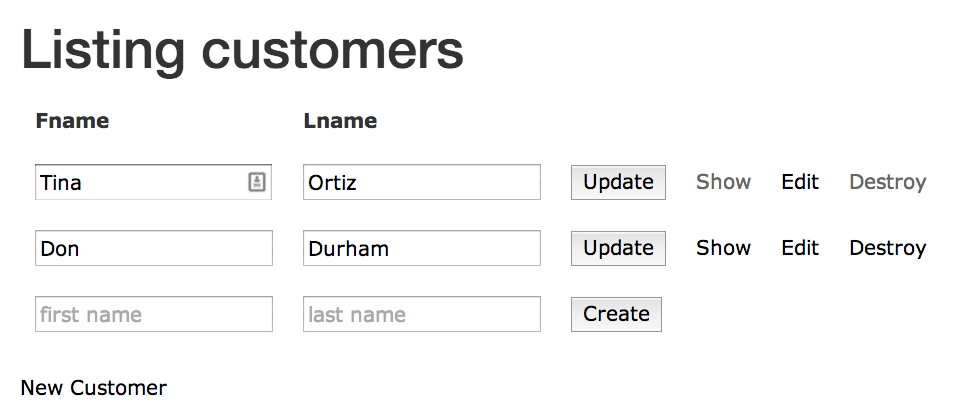 Listing customers
Fname Lname
Tina Ortiz Update Show Edit Destroy
Don Durham Update Show Edit Destroy
first name last name Create
New Customer